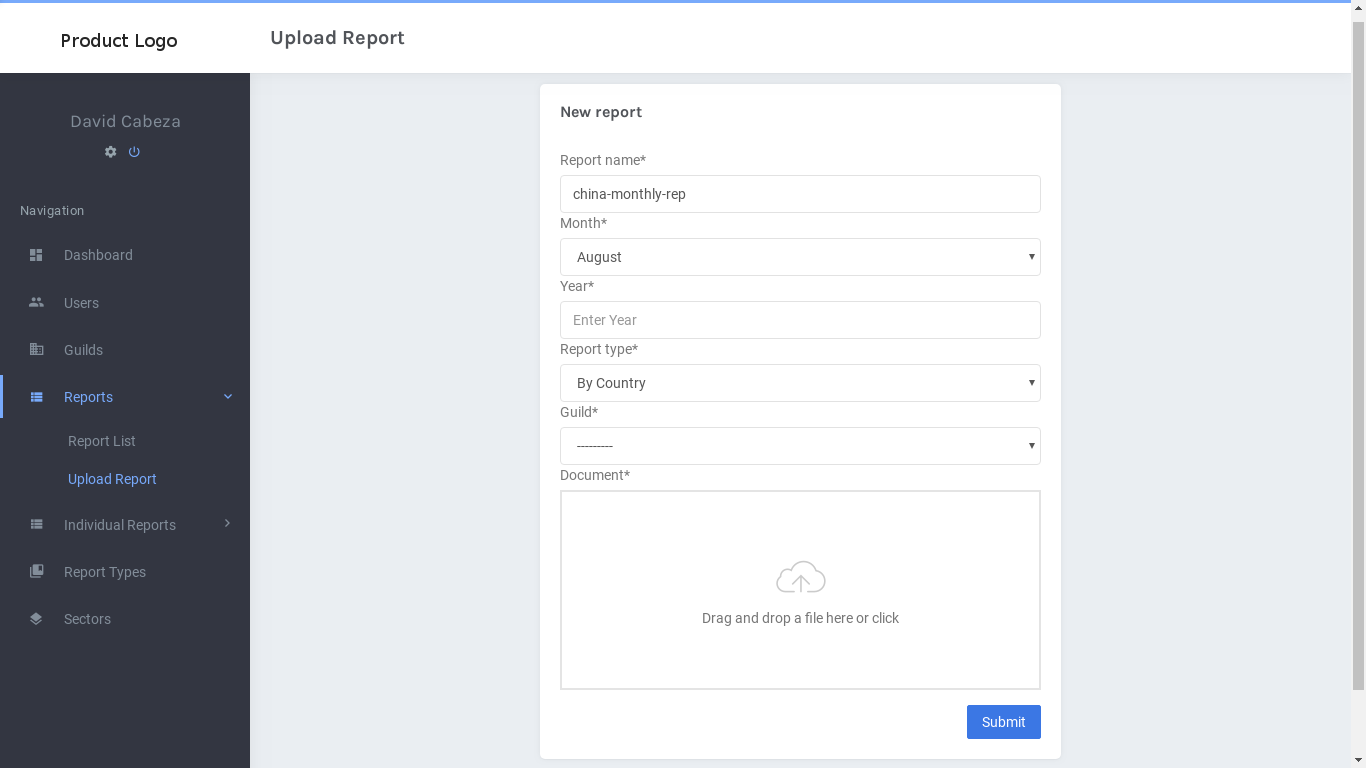 Product Logo
Upload Report
David Cabeza
Navigation
Dashboard
Users
Guilds
Reports
Report List
Upload Report
Individual Reports
Report Types
Sectors
New report
Report name*
china-monthly-rep
Month*
August
Year*
Enter Year
Report type*
By Country
Guild*
---------
Document*
Drag and drop a file here or click
Submit